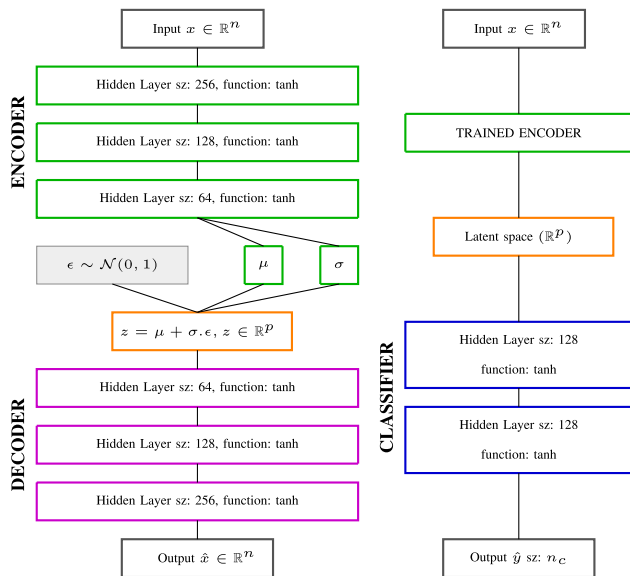 Input x ∈ ℝⁿ
ENCODER
Hidden Layer sz: 256, function: tanh
Hidden Layer sz: 128, function: tanh
Hidden Layer sz: 64, function: tanh
ϵ ∼ 𝒩(0, 1)
μ
σ
z = μ + σ.ϵ, z ∈ ℝᵖ
DECODER
Hidden Layer sz: 64, function: tanh
Hidden Layer sz: 128, function: tanh
Hidden Layer sz: 256, function: tanh
Output x̂ ∈ ℝⁿ
Input x ∈ ℝⁿ
TRAINED ENCODER
Latent space (ℝᵖ)
CLASSIFIER
Hidden Layer sz: 128
function: tanh
Hidden Layer sz: 128
function: tanh
Output ŷ sz: n_c